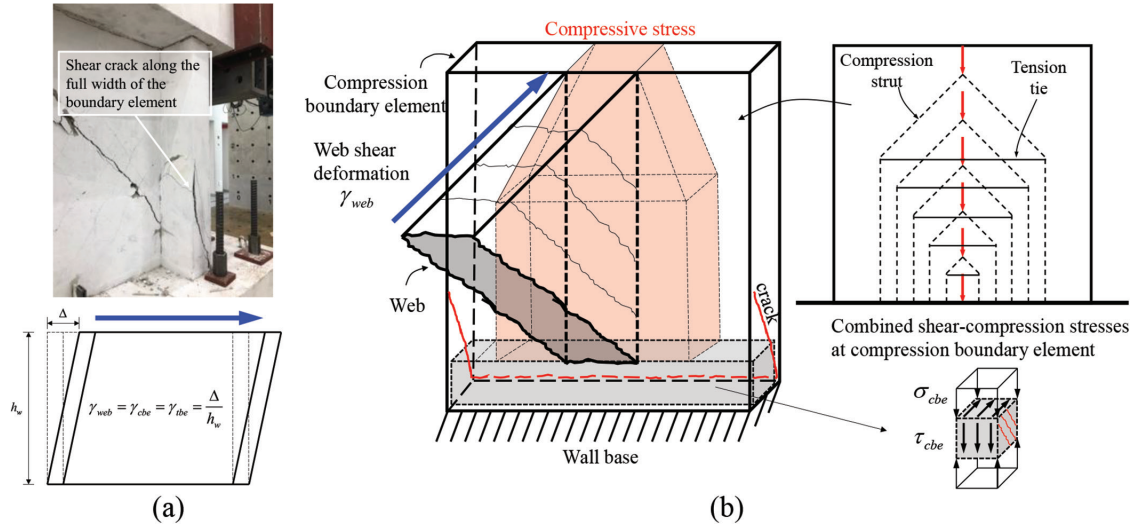 Shear crack along the
full width of the
boundary element
Δ
h_w
γ_web = γ_cbe = γ_tbe = Δ/h_w
(a)
Compressive stress
Compression
boundary element
Web shear
deformation
γ_web
Web
crack
Wall base
(b)
Compression
strut
Tension
tie
Combined shear-compression stresses
at compression boundary element
σ_cbe
τ_cbe